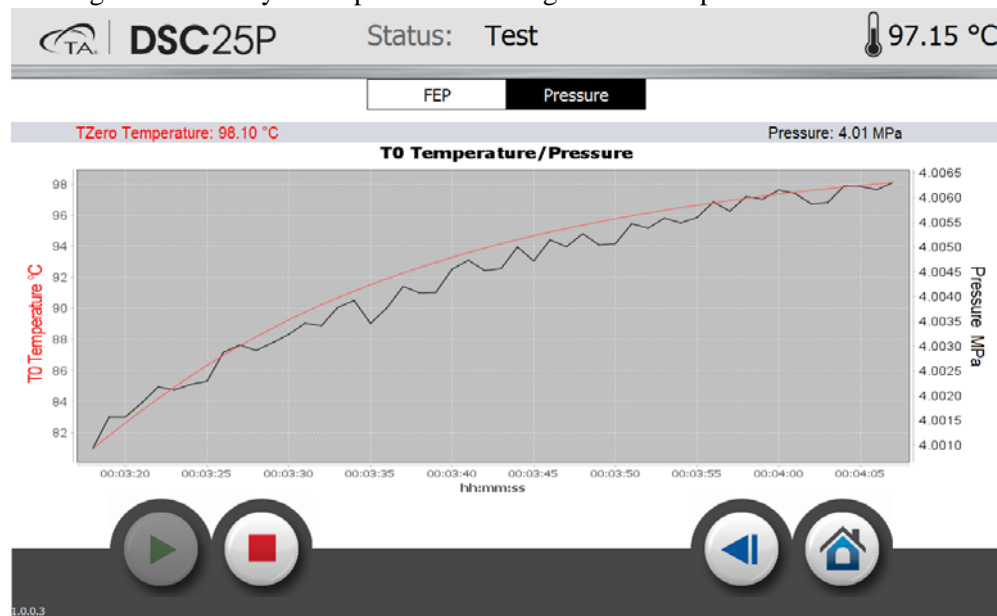 TA DSC25P Status: Test 97.15 °C
FEP Pressure
TZero Temperature: 98.10 °C Pressure: 4.01 MPa
T0 Temperature/Pressure
T0 Temperature °C
98
96
94
92
90
88
86
84
82
4.0065
4.0060
4.0055
4.0050
4.0045
4.0040
4.0035
4.0030
4.0025
4.0020
4.0015
4.0010
Pressure MPa
00:03:20 00:03:25 00:03:30 00:03:35 00:03:40 00:03:45 00:03:50 00:03:55 00:04:00 00:04:05
hh:mm:ss
1.0.0.3